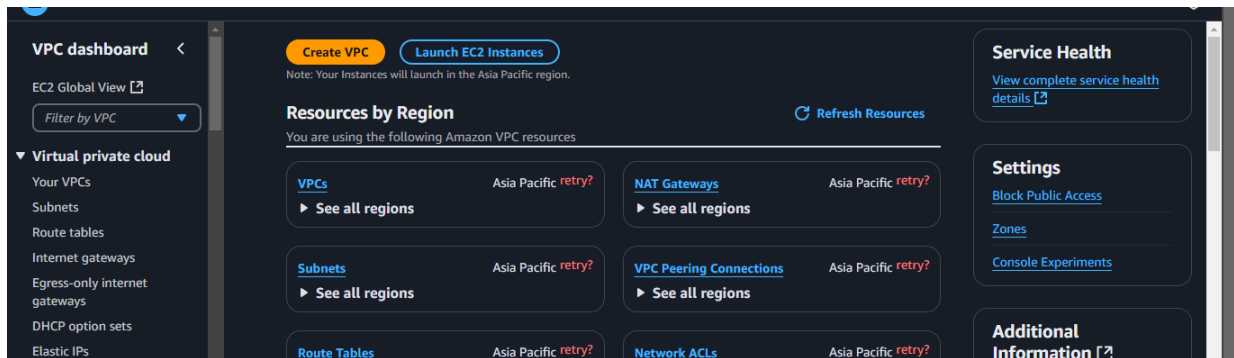 VPC dashboard
EC2 Global View
Filter by VPC
Virtual private cloud
Your VPCs
Subnets
Route tables
Internet gateways
Egress-only internet
gateways
DHCP option sets
Elastic IPs
Create VPC
Launch EC2 Instances
Note: Your Instances will launch in the Asia Pacific region.
Resources by Region
Refresh Resources
You are using the following Amazon VPC resources
VPCs
Asia Pacific retry?
See all regions
NAT Gateways
Asia Pacific retry?
See all regions
Subnets
Asia Pacific retry?
See all regions
VPC Peering Connections
Asia Pacific retry?
See all regions
Route Tables
Asia Pacific retry?
Network ACLs
Asia Pacific retry?
Service Health
View complete service health
details
Settings
Block Public Access
Zones
Console Experiments
Additional
Information